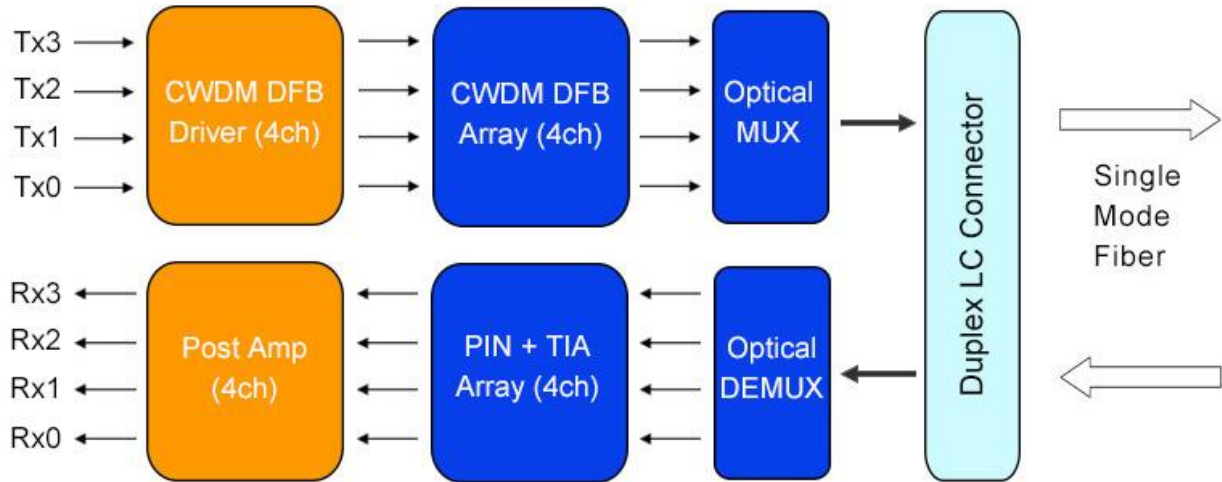 Tx3
Tx2
Tx1
Tx0
CWDM DFB
Driver (4ch)
CWDM DFB
Array (4ch)
Optical
MUX
Duplex LC Connector
Single
Mode
Fiber
Rx3
Rx2
Rx1
Rx0
Post Amp
(4ch)
PIN + TIA
Array (4ch)
Optical
DEMUX